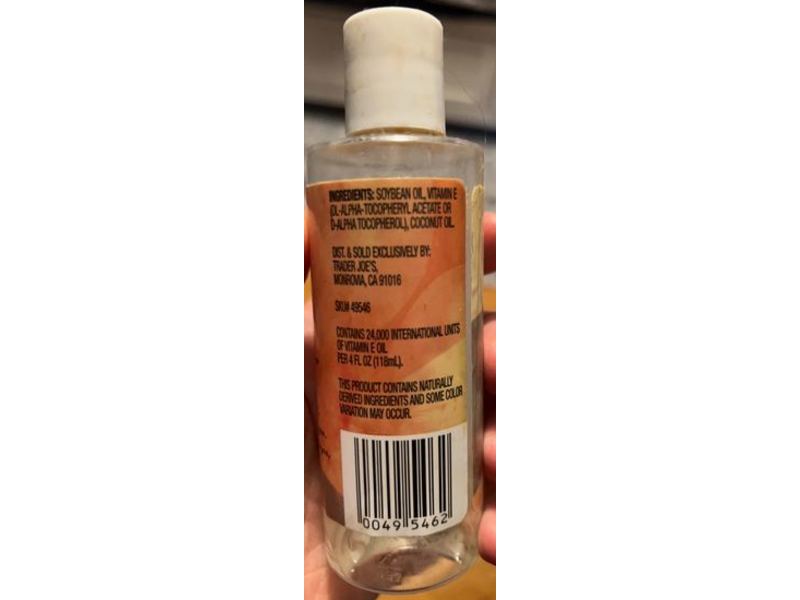 INGREDIENTS: SOYBEAN OIL, VITAMIN E
(DL-ALPHA-TOCOPHERYL ACETATE OR
D-ALPHA TOCOPHEROL), COCONUT OIL.
DIST. & SOLD EXCLUSIVELY BY:
TRADER JOE'S,
MONROVIA, CA 91016
SKU# 49546
CONTAINS 24,000 INTERNATIONAL UNITS
OF VITAMIN E OIL
PER 4 FL OZ (118mL).
THIS PRODUCT CONTAINS NATURALLY
DERIVED INGREDIENTS AND SOME COLOR
VARIATION MAY OCCUR.
0049 5462